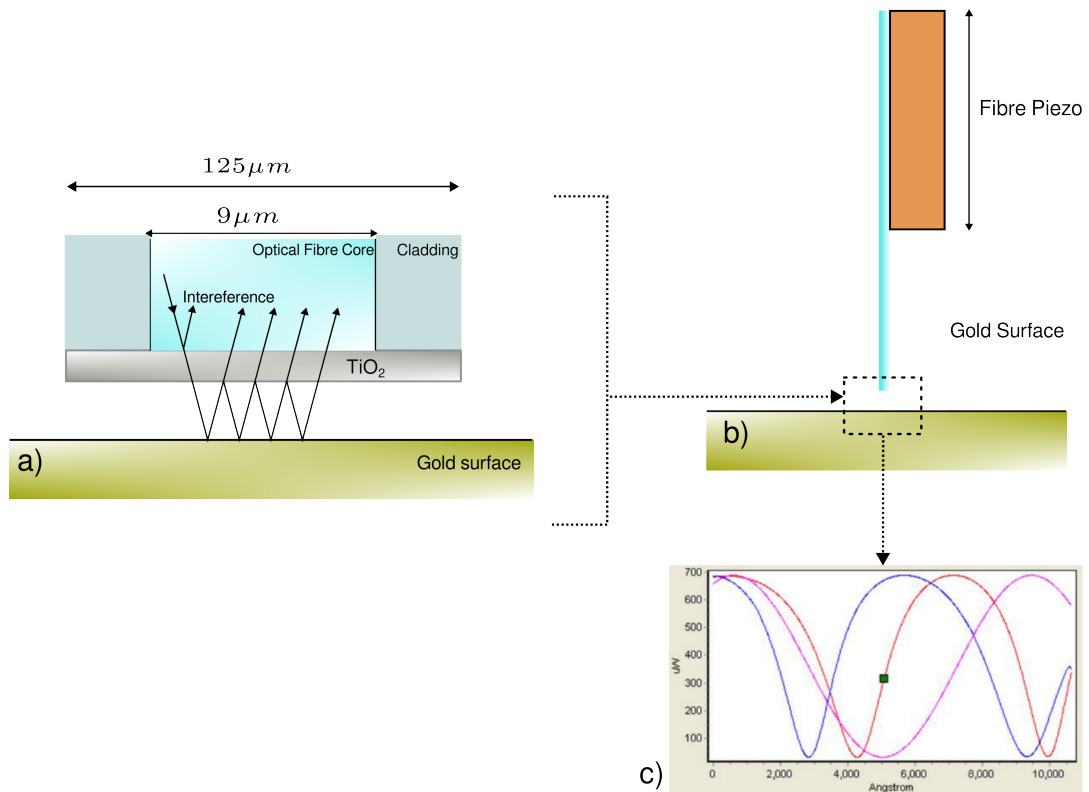 125μm
9μm
Optical Fibre Core
Cladding
Intereference
TiO2
a)
Gold surface
Fibre Piezo
Gold Surface
b)
700
600
500
400
300
200
100
uW
0 2,000 4,000 6,000 8,000 10,000
Angstrom
c)